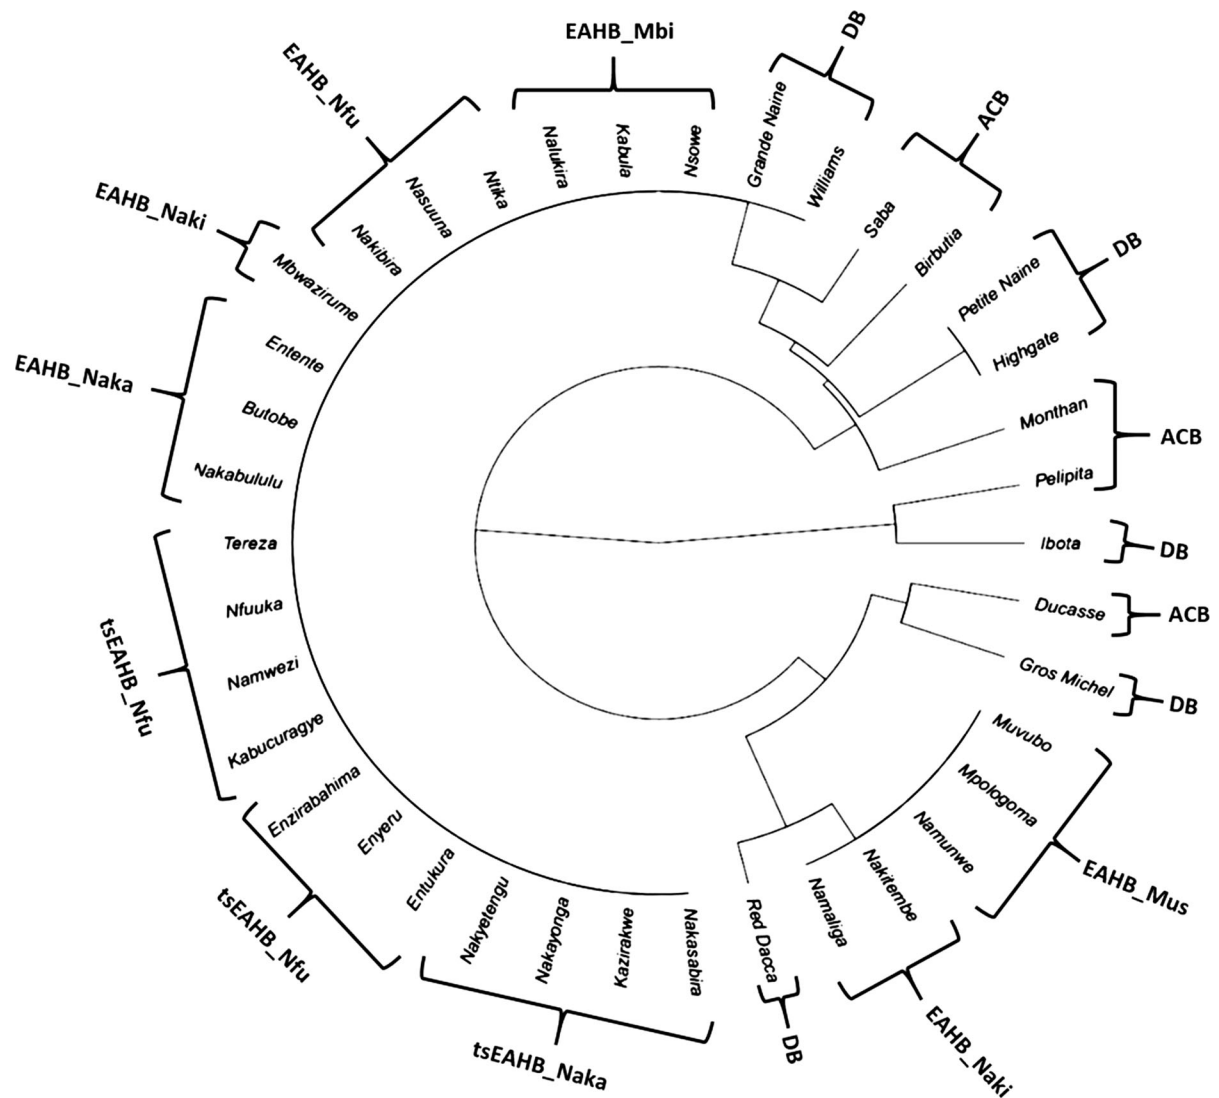 EAHB_Mbi
DB
ACB
DB
ACB
DB
ACB
DB
EAHB_Mus
EAHB_Naki
DB
tsEAHB_Naka
tsEAHB_Nfu
tsEAHB_Nfu
EAHB_Naka
EAHB_Naki
EAHB_Nfu
Nalukira
Kabula
Nsowe
Grande Naine
Williams
Saba
Birbutia
Petite Naine
Highgate
Monthan
Pelipita
Ibota
Ducasse
Gros Michel
Muvubo
Mpologoma
Namunwe
Nakitembe
Namaliga
Red Dacca
Nakasabira
Kazirakwe
Nakayonga
Nakyetengu
Entukura
Enyeru
Enzirabahima
Kabucuragye
Namwezi
Nfuuka
Tereza
Nakabululu
Butobe
Entente
Mbwazirume
Nakibira
Nasuuna
Ntika